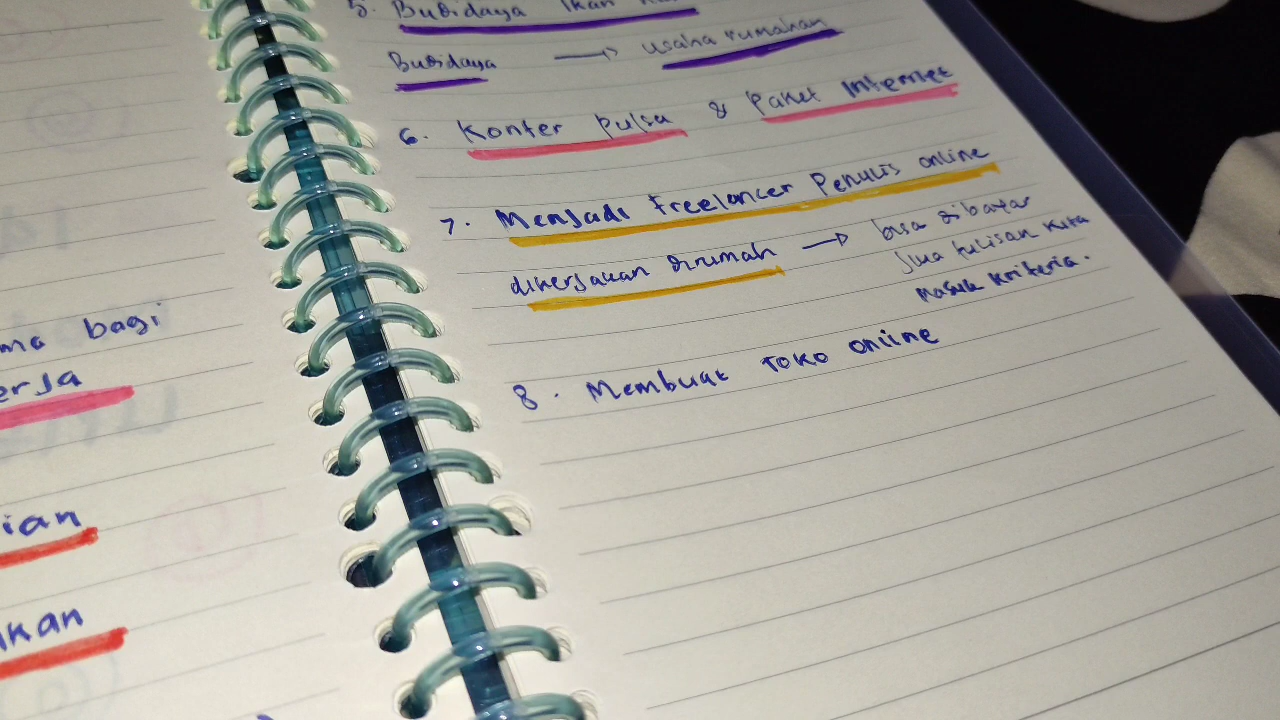 ma bagi
erja
ian
kan
5. Budidaya Ikan
Budidaya → usaha rumahan
6. Konter Pulsa & Paket Internet
7. Menjadi Freelancer Penulis online
dikerjakan dirumah → bisa dibayar
jika tulisan kita
masuk kriteria.
8. Membuat Toko online